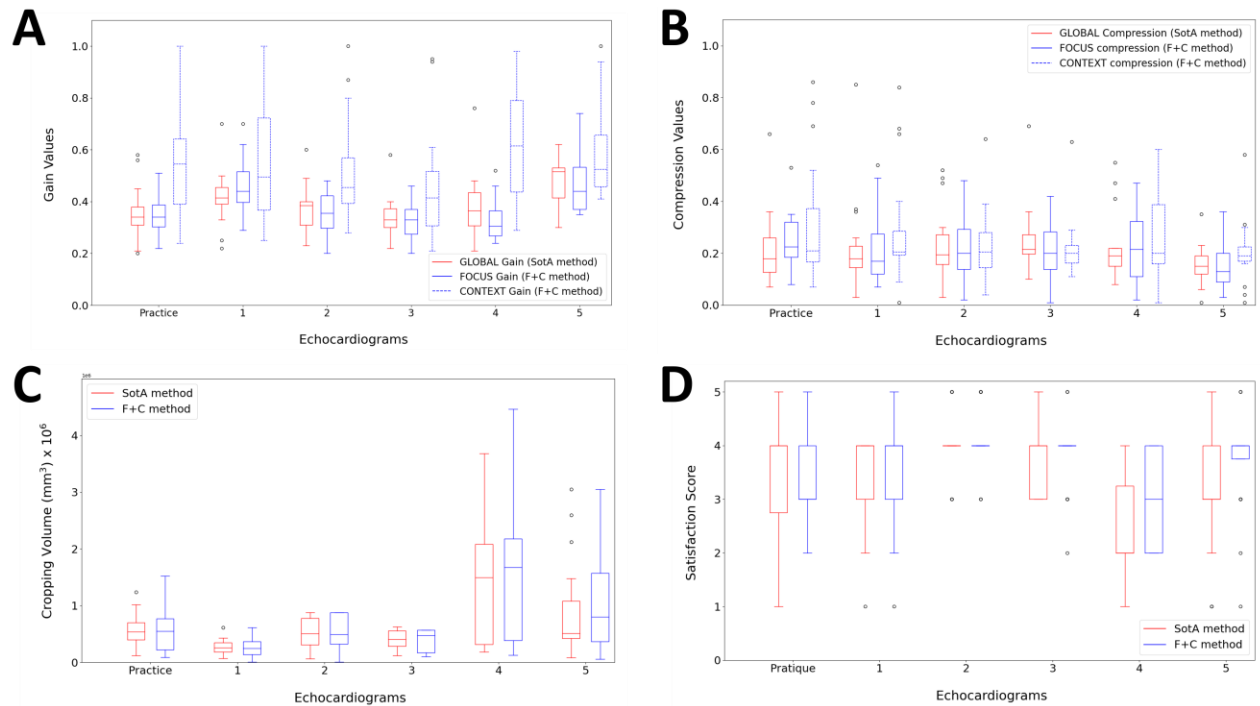 A
Gain Values
1.0
0.8
0.6
0.4
0.2
0.0
GLOBAL Gain (SotA method)
FOCUS Gain (F+C method)
CONTEXT Gain (F+C method)
Practice 1 2 3 4 5
Echocardiograms
B
Compression Values
1.0
0.8
0.6
0.4
0.2
0.0
GLOBAL Compression (SotA method)
FOCUS compression (F+C method)
CONTEXT compression (F+C method)
Practice 1 2 3 4 5
Echocardiograms
C
Cropping Volume (mm³) x 10⁶
1e6
4
3
2
1
0
SotA method
F+C method
Practice 1 2 3 4 5
Echocardiograms
D
Satisfaction Score
5
4
3
2
1
0
SotA method
F+C method
Pratique 1 2 3 4 5
Echocardiograms